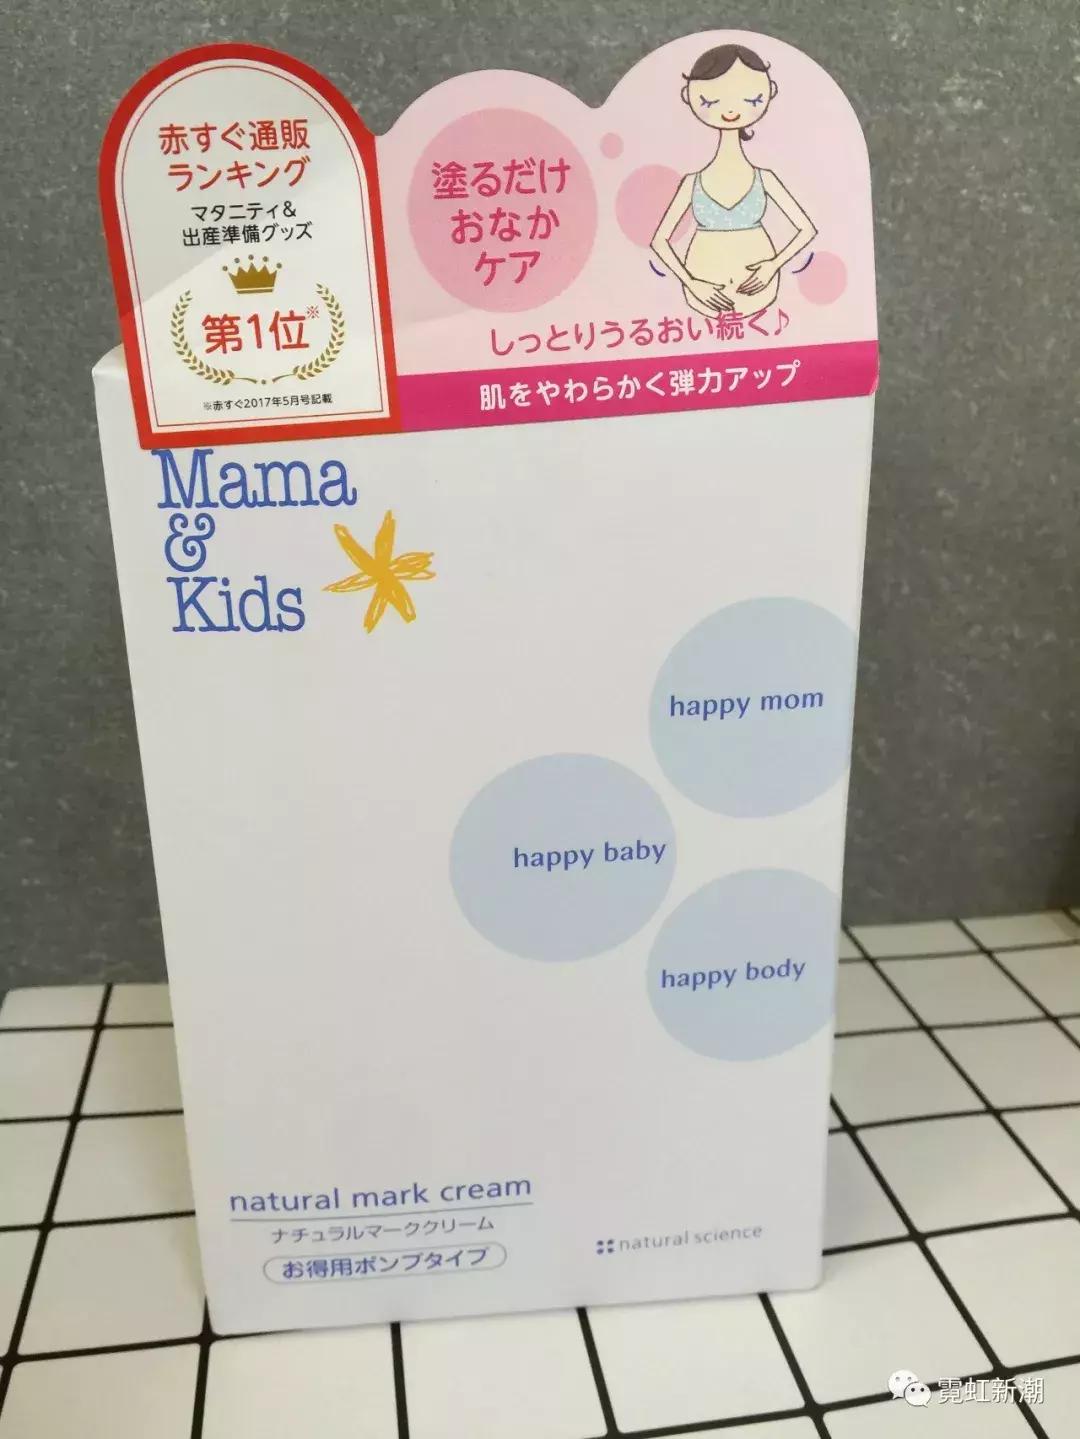 赤すぐ通販
ランキング
マタニティ&
出産準備グッズ
第1位※
※赤すぐ2017年5月号記載
塗るだけ
おなか
ケア
しっとりうるおい続く♪
肌をやわらかく弾力アップ
Mama
&
Kids
happy mom
happy baby
happy body
natural mark cream
ナチュラルマーククリーム
お得用ポンプタイプ
natural science
霓虹新潮